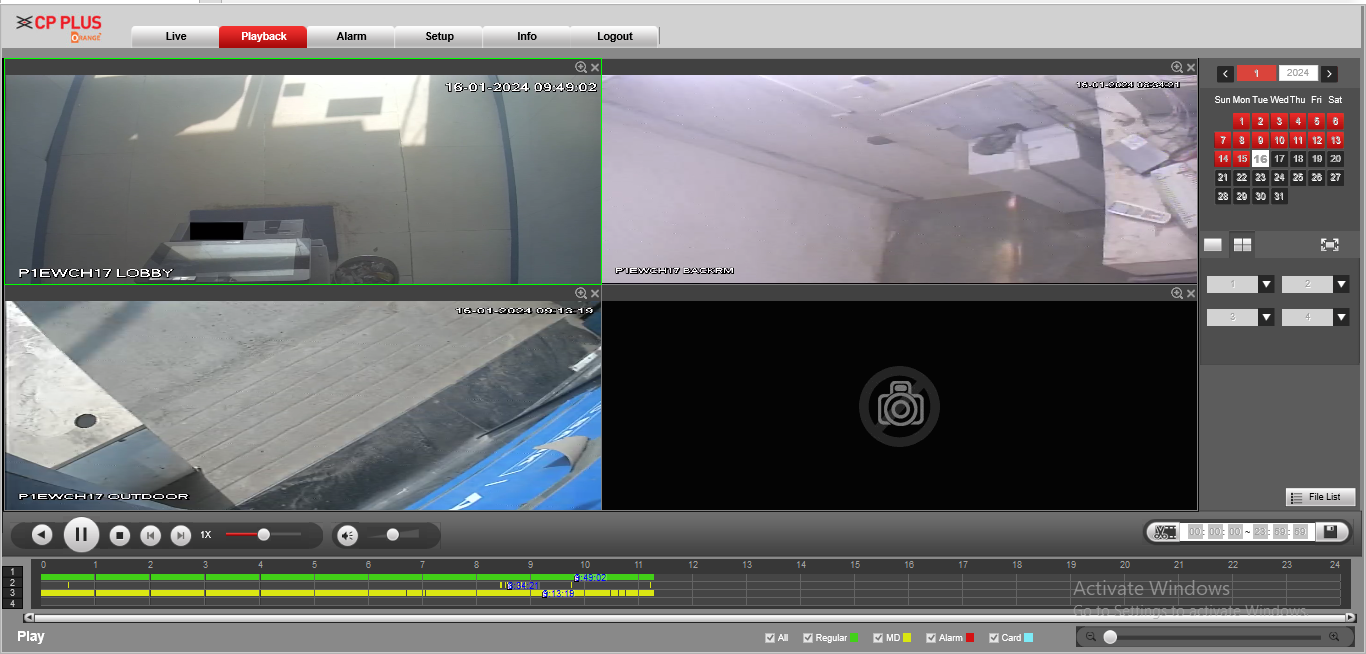 CP PLUS
ORANGE
Live Playback Alarm Setup Info Logout
16-01-2024 09:49:02
P1EWCH17 LOBBY
16-01-2024 08:34:21
P1EWCH17 BACKRM
16-01-2024 09:13:19
P1EWCH17 OUTDOOR
1 2024
Sun Mon Tue Wed Thu Fri Sat
1 2 3 4 5 6
7 8 9 10 11 12 13
14 15 16 17 18 19 20
21 22 23 24 25 26 27
28 29 30 31
1 2
3 4
File List
1X
00 : 00 : 00 ~ 23 : 59 : 59
0 1 2 3 4 5 6 7 8 9 10 11 12 13 14 15 16 17 18 19 20 21 22 23 24
1
2
3
4
9:49:02
8:34:21
9:13:19
Activate Windows
Go to Settings to activate Windows.
Play
All Regular MD Alarm Card